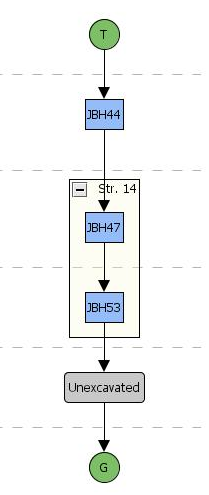 T
JBH44
Str. 14
JBH47
JBH53
Unexcavated
G